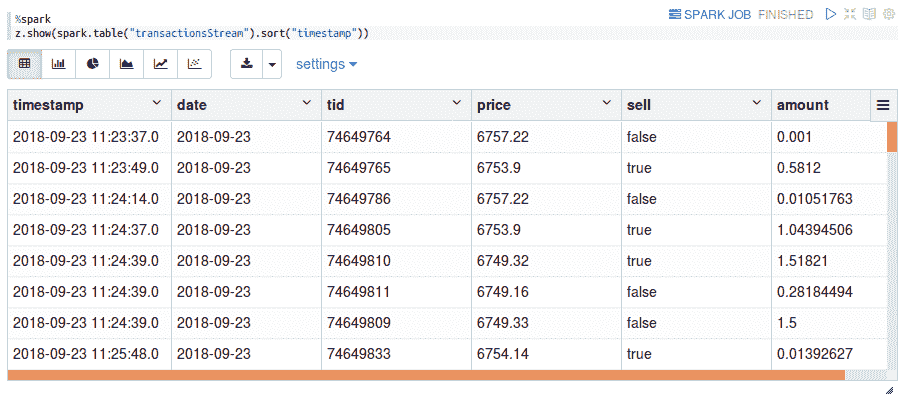 %spark
SPARK JOB FINISHED
z.show(spark.table("transactionsStream").sort("timestamp"))
settings
timestamp date tid price sell amount
2018-09-23 11:23:37.0 2018-09-23 74649764 6757.22 false 0.001
2018-09-23 11:23:49.0 2018-09-23 74649765 6753.9 true 0.5812
2018-09-23 11:24:14.0 2018-09-23 74649786 6757.22 false 0.01051763
2018-09-23 11:24:37.0 2018-09-23 74649805 6753.9 true 1.04394506
2018-09-23 11:24:39.0 2018-09-23 74649810 6749.32 true 1.51821
2018-09-23 11:24:39.0 2018-09-23 74649811 6749.16 false 0.28184494
2018-09-23 11:24:39.0 2018-09-23 74649809 6749.33 false 1.5
2018-09-23 11:25:48.0 2018-09-23 74649833 6754.14 true 0.01392627